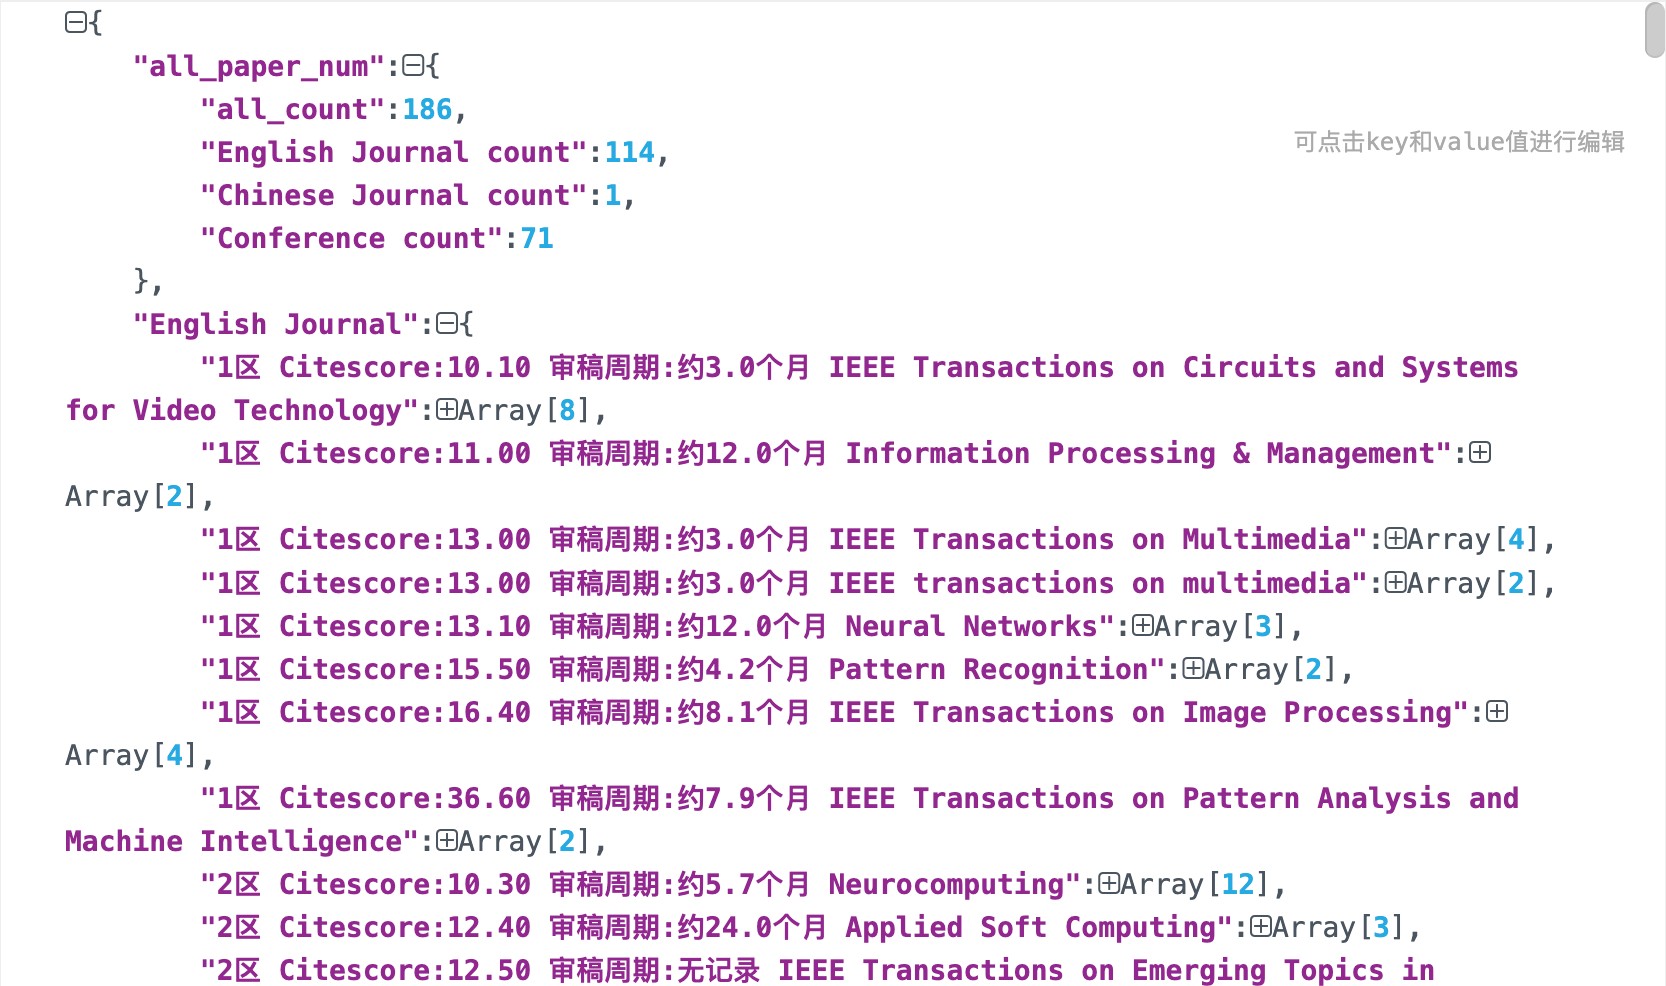 {
"all_paper_num":{
"all_count":186,
"English Journal count":114,
"Chinese Journal count":1,
"Conference count":71
},
可点击key和value值进行编辑
"English Journal":{
"1区 Citescore:10.10 审稿周期:约3.0个月 IEEE Transactions on Circuits and Systems
for Video Technology":Array[8],
"1区 Citescore:11.00 审稿周期:约12.0个月 Information Processing & Management":
Array[2],
"1区 Citescore:13.00 审稿周期:约3.0个月 IEEE Transactions on Multimedia":Array[4],
"1区 Citescore:13.00 审稿周期:约3.0个月 IEEE transactions on multimedia":Array[2],
"1区 Citescore:13.10 审稿周期:约12.0个月 Neural Networks":Array[3],
"1区 Citescore:15.50 审稿周期:约4.2个月 Pattern Recognition":Array[2],
"1区 Citescore:16.40 审稿周期:约8.1个月 IEEE Transactions on Image Processing":
Array[4],
"1区 Citescore:36.60 审稿周期:约7.9个月 IEEE Transactions on Pattern Analysis and
Machine Intelligence":Array[2],
"2区 Citescore:10.30 审稿周期:约5.7个月 Neurocomputing":Array[12],
"2区 Citescore:12.40 审稿周期:约24.0个月 Applied Soft Computing":Array[3],
"2区 Citescore:12.50 审稿周期:无记录 IEEE Transactions on Emerging Topics in